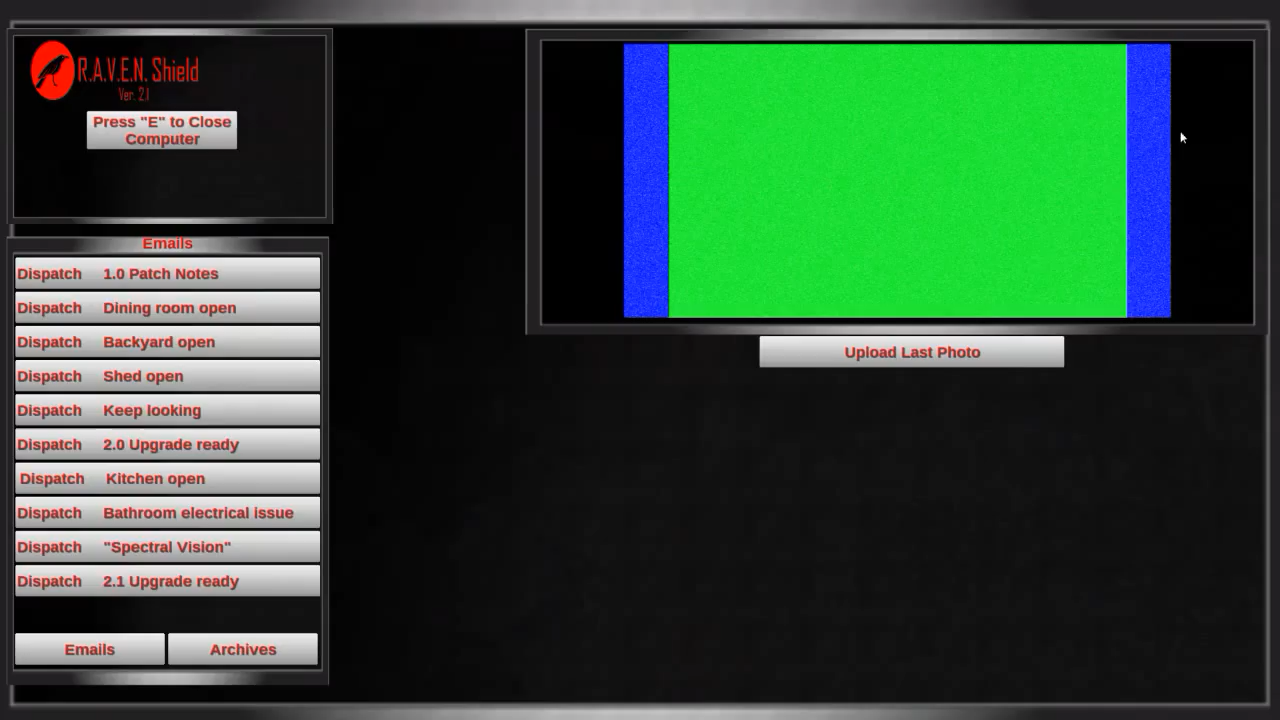 R.A.V.E.N. Shield
Ver. 2.1
Press "E" to Close
Computer
Emails
Dispatch 1.0 Patch Notes
Dispatch Dining room open
Dispatch Backyard open
Dispatch Shed open
Dispatch Keep looking
Dispatch 2.0 Upgrade ready
Dispatch Kitchen open
Dispatch Bathroom electrical issue
Dispatch "Spectral Vision"
Dispatch 2.1 Upgrade ready
Emails Archives
Upload Last Photo